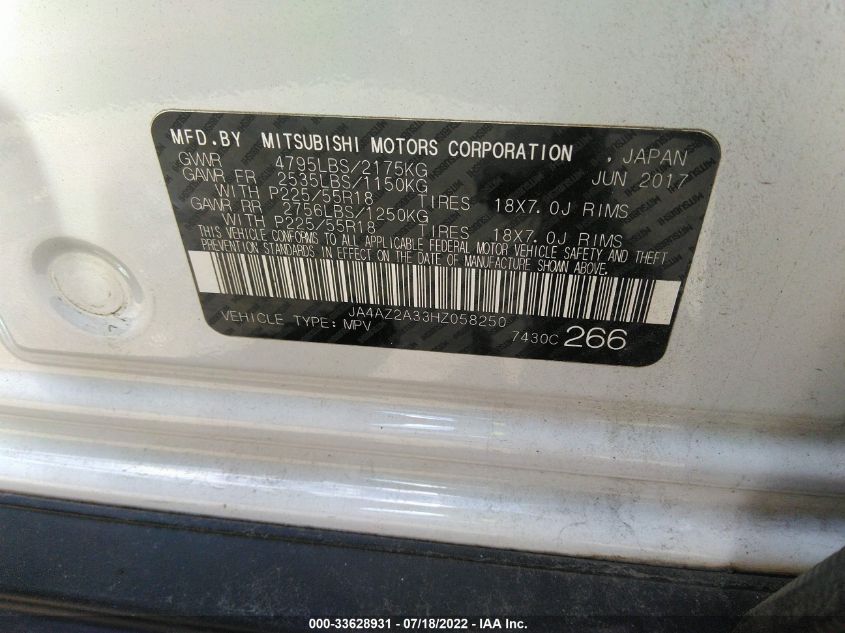 MFD.BY MITSUBISHI MOTORS CORPORATION , JAPAN
GVWR 4795LBS/2175KG JUN 2017
GAWR FR 2535LBS/1150KG
WITH P225/55R18 TIRES 18X7.0J RIMS
GAWR RR 2756LBS/1250KG
WITH P225/55R18 TIRES 18X7.0J RIMS
THIS VEHICLE CONFORMS TO ALL APPLICABLE FEDERAL MOTOR VEHICLE SAFETY AND THEFT
PREVENTION STANDARDS IN EFFECT ON THE DATE OF MANUFACTURE SHOWN ABOVE.
JA4AZ2A33HZ058250
VEHICLE TYPE: MPV 7430C 266
000-33628931 - 07/18/2022 - IAA Inc.